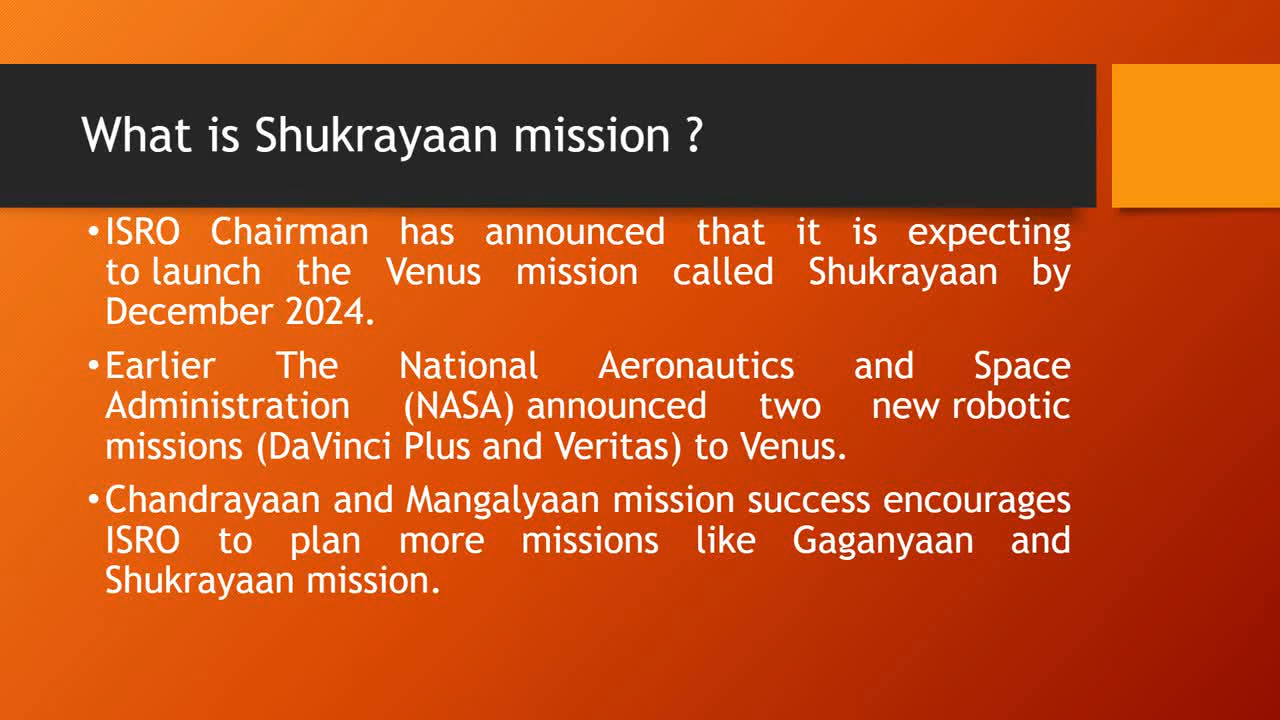 What is Shukrayaan mission ?
•ISRO Chairman has announced that it is expecting
to launch the Venus mission called Shukrayaan by
December 2024.
•Earlier The National Aeronautics and Space
Administration (NASA) announced two new robotic
missions (DaVinci Plus and Veritas) to Venus.
•Chandrayaan and Mangalyaan mission success encourages
ISRO to plan more missions like Gaganyaan and
Shukrayaan mission.